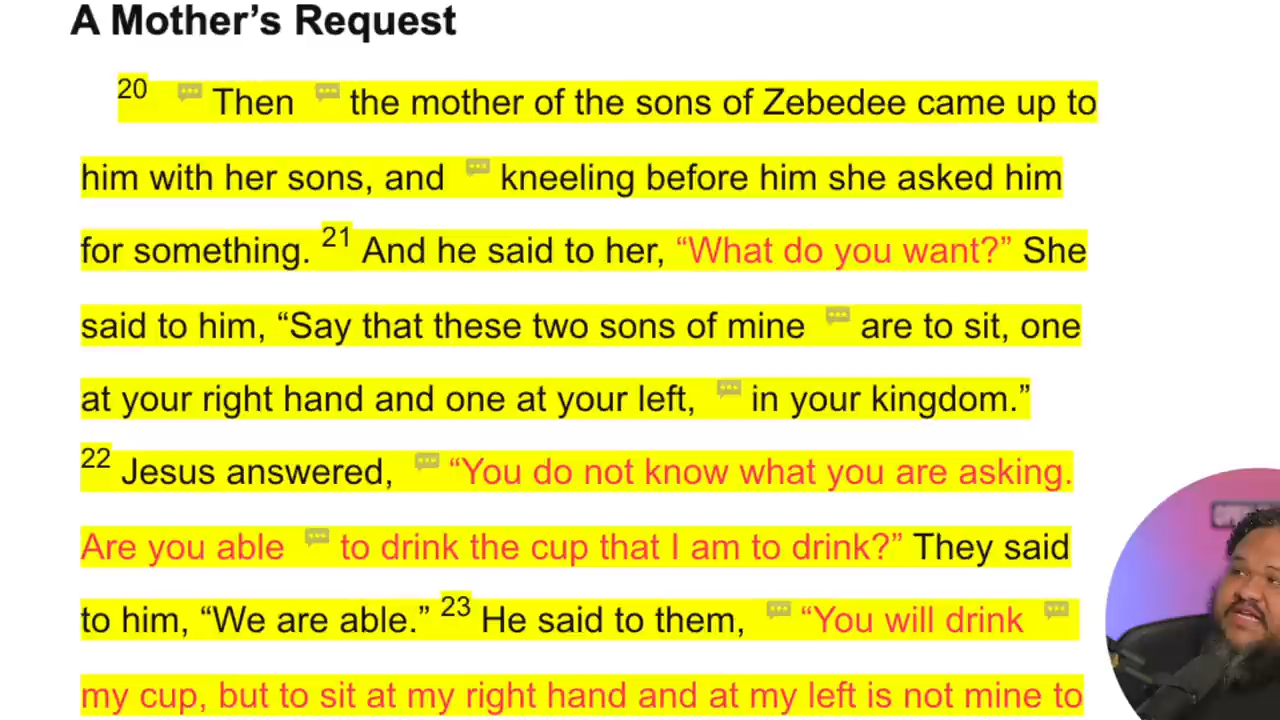 A Mother’s Request
20 Then the mother of the sons of Zebedee came up to
him with her sons, and kneeling before him she asked him
for something. 21 And he said to her, “What do you want?” She
said to him, “Say that these two sons of mine are to sit, one
at your right hand and one at your left, in your kingdom.”
22 Jesus answered, “You do not know what you are asking.
Are you able to drink the cup that I am to drink?” They said
to him, “We are able.” 23 He said to them, “You will drink
my cup, but to sit at my right hand and at my left is not mine to